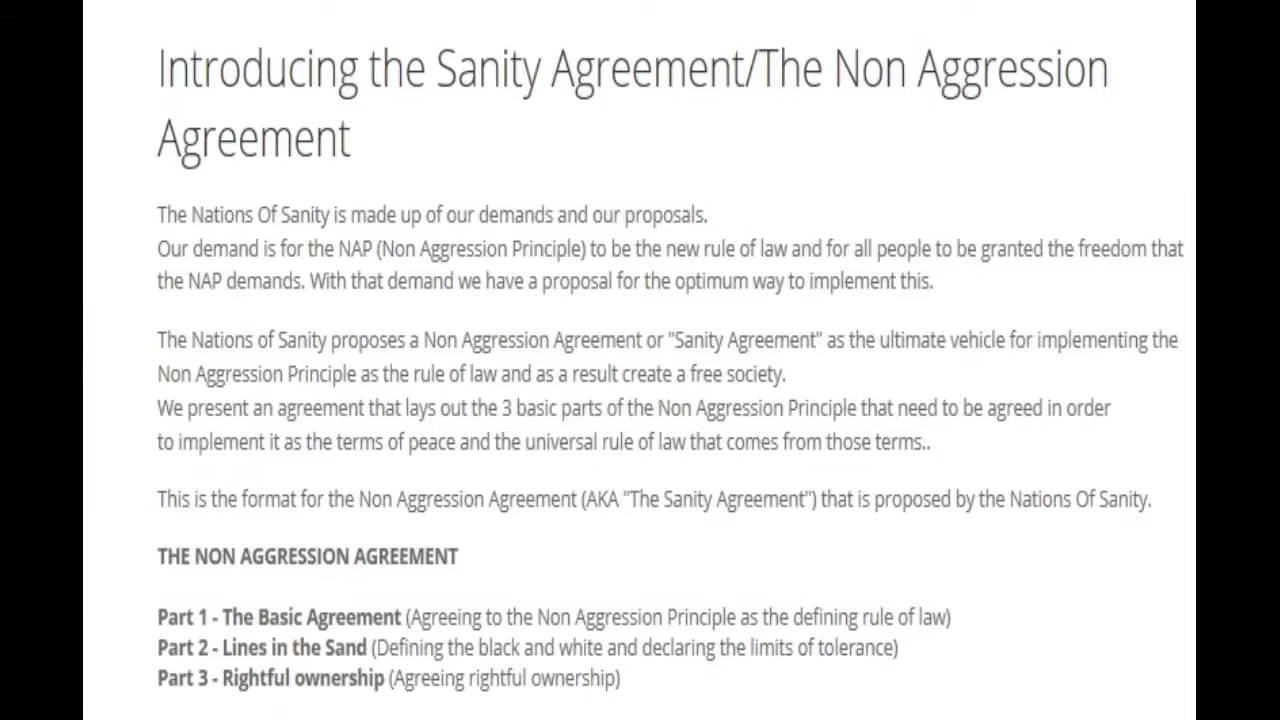 Introducing the Sanity Agreement/The Non Aggression
Agreement
The Nations Of Sanity is made up of our demands and our proposals.
Our demand is for the NAP (Non Aggression Principle) to be the new rule of law and for all people to be granted the freedom that
the NAP demands. With that demand we have a proposal for the optimum way to implement this.
The Nations of Sanity proposes a Non Aggression Agreement or "Sanity Agreement" as the ultimate vehicle for implementing the
Non Aggression Principle as the rule of law and as a result create a free society.
We present an agreement that lays out the 3 basic parts of the Non Aggression Principle that need to be agreed in order
to implement it as the terms of peace and the universal rule of law that comes from those terms..
This is the format for the Non Aggression Agreement (AKA "The Sanity Agreement") that is proposed by the Nations Of Sanity.
THE NON AGGRESSION AGREEMENT
Part 1 - The Basic Agreement (Agreeing to the Non Aggression Principle as the defining rule of law)
Part 2 - Lines in the Sand (Defining the black and white and declaring the limits of tolerance)
Part 3 - Rightful ownership (Agreeing rightful ownership)